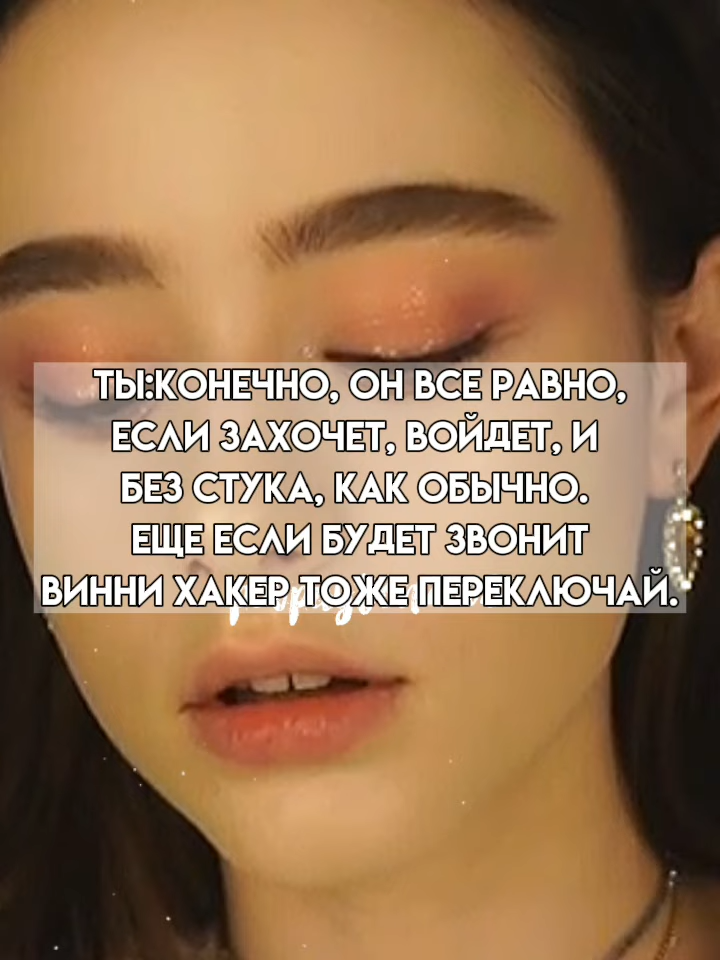 ТЫ:КОНЕЧНО, ОН ВСЕ РАВНО,
ЕСЛИ ЗАХОЧЕТ, ВОЙДЕТ, И
БЕЗ СТУКА, КАК ОБЫЧНО.
ЕЩЕ ЕСЛИ БУДЕТ ЗВОНИТ
ВИННИ ХАКЕР ТОЖЕ ПЕРЕКЛЮЧАЙ.